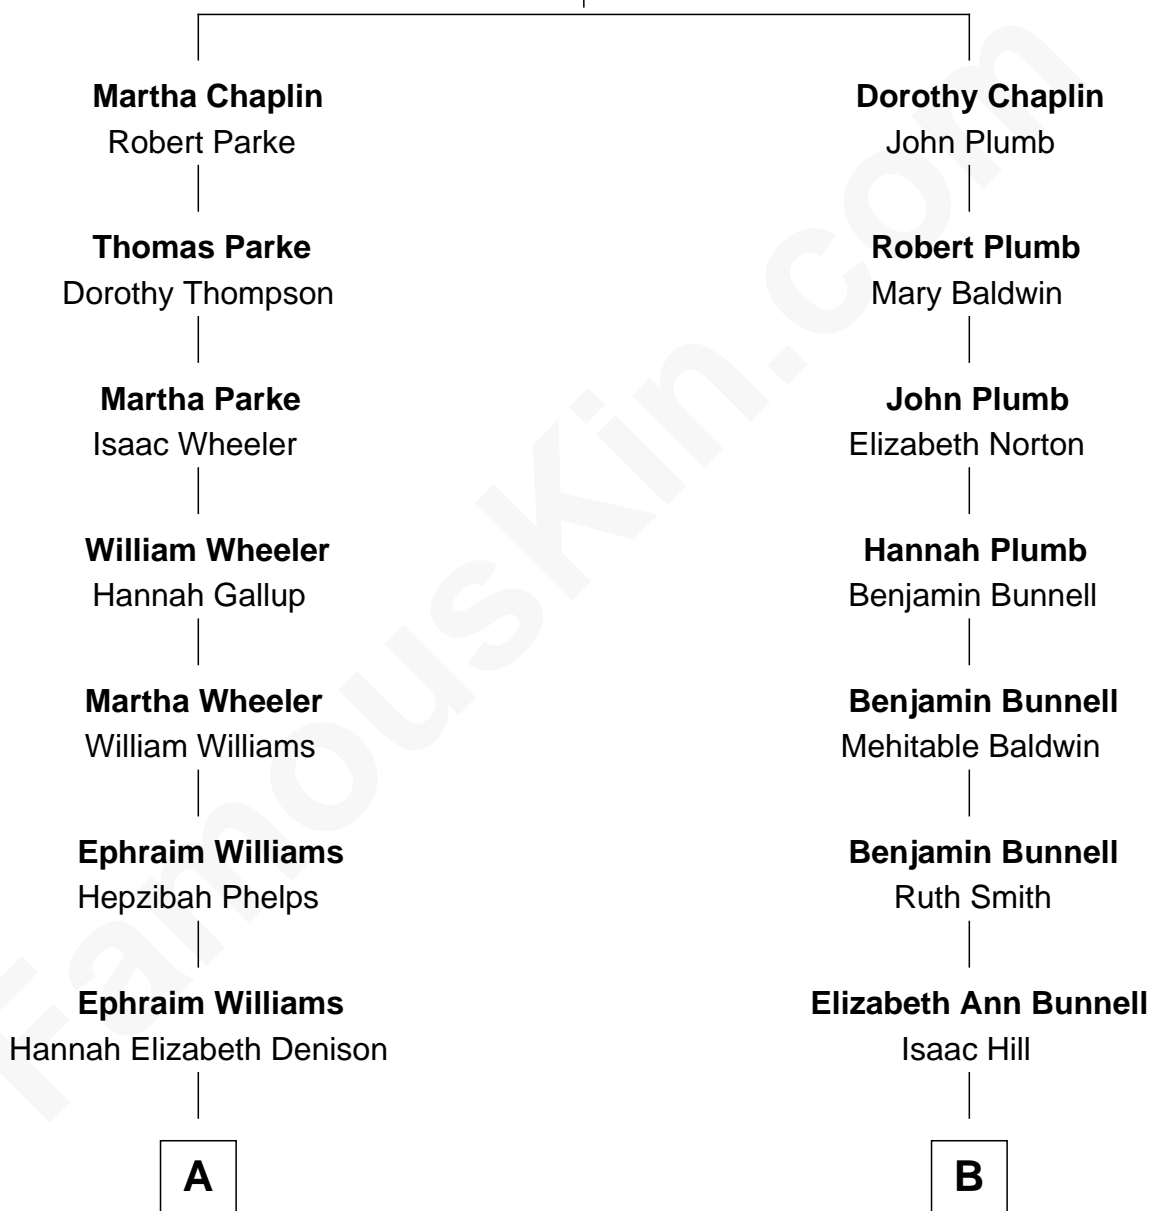 Martha Chaplin
Robert Parke
Dorothy Chaplin
John Plumb
Thomas Parke
Dorothy Thompson
Robert Plumb
Mary Baldwin
Martha Parke
Isaac Wheeler
John Plumb
Elizabeth Norton
William Wheeler
Hannah Gallup
Hannah Plumb
Benjamin Bunnell
Martha Wheeler
William Williams
Benjamin Bunnell
Mehitable Baldwin
Ephraim Williams
Hepzibah Phelps
Benjamin Bunnell
Ruth Smith
Ephraim Williams
Hannah Elizabeth Denison
Elizabeth Ann Bunnell
Isaac Hill
A
B
FamousKin.com